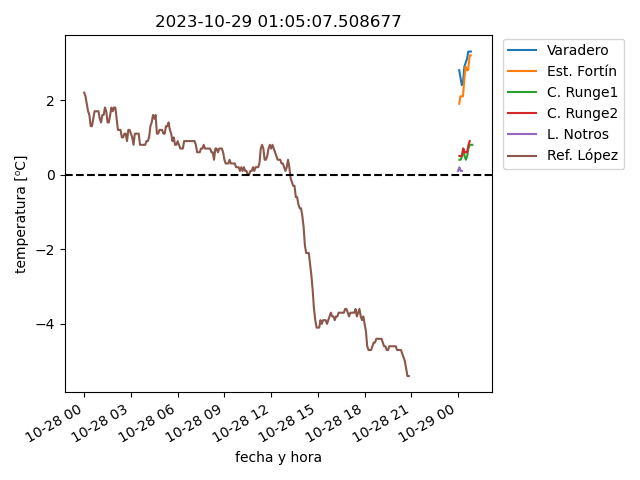 2023-10-29 01:05:07.508677
Varadero
Est. Fortín
C. Runge1
C. Runge2
L. Notros
Ref. López
temperatura [°C]
2
0
−2
−4
10-28 00
10-28 03
10-28 06
10-28 09
10-28 12
10-28 15
10-28 18
10-28 21
10-29 00
fecha y hora